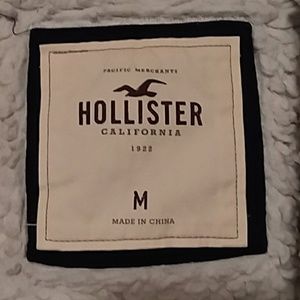 PACIFIC MERCHANTS
HOLLISTER
CALIFORNIA
1922
M
MADE IN CHINA